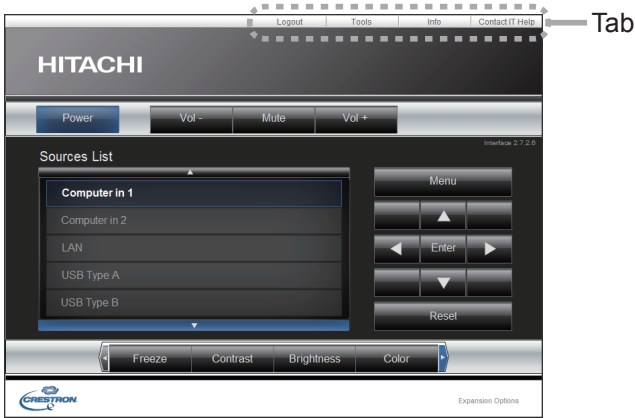 Logout Tools Info Contact IT Help
Tab
HITACHI
Power Vol - Mute Vol +
Interface 2.7.2.6
Sources List
Computer in 1
Computer in 2
LAN
USB Type A
USB Type B
Menu
Enter
Reset
Freeze Contrast Brightness Color
CRESTRON
Expansion Options